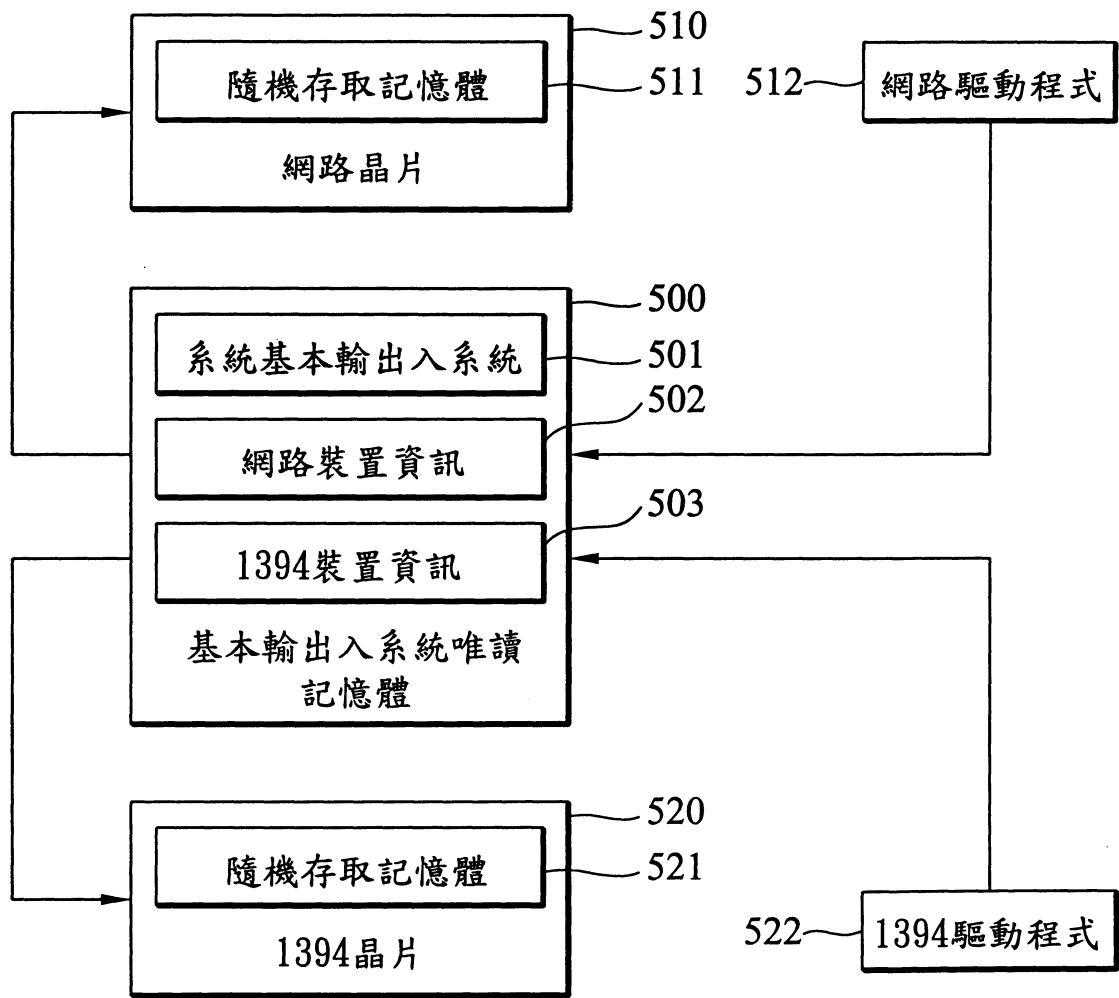 510
隨機存取記憶體
511
網路晶片
512
網路驅動程式
500
系統基本輸出入系統
501
502
網路裝置資訊
503
1394裝置資訊
基本輸出入系統唯讀
記憶體
520
隨機存取記憶體
521
1394晶片
522
1394驅動程式